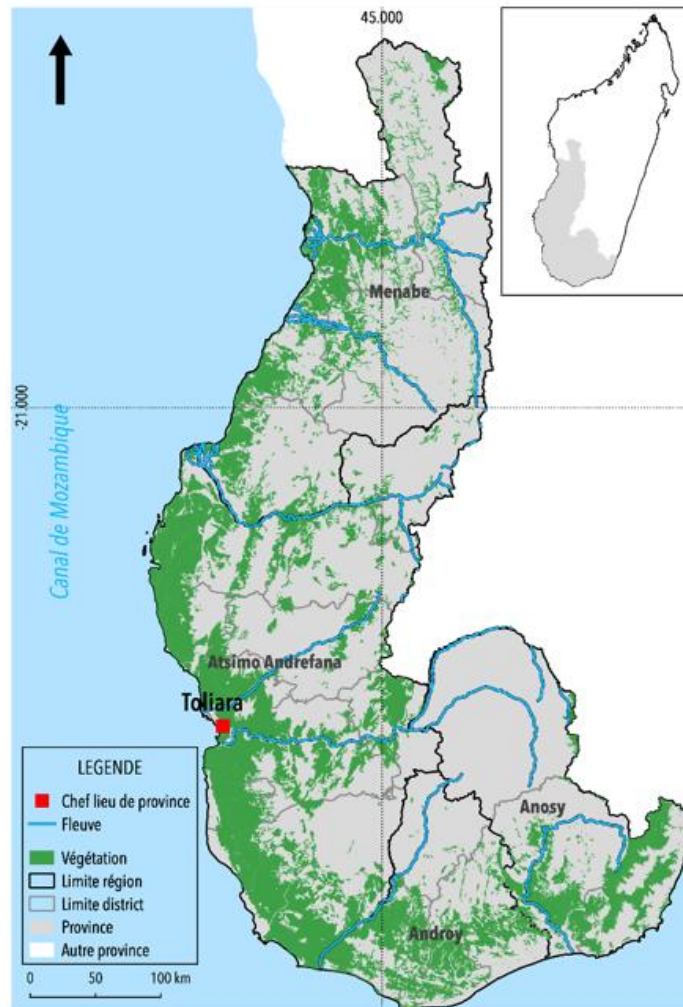 45.000
Menabe
-21.000
Canal de Mozambique
Atsimo Andrefana
Toliara
Anosy
Androy
LEGENDE
Chef lieu de province
Fleuve
Végétation
Limite région
Limite district
Province
Autre province
0 50 100 km